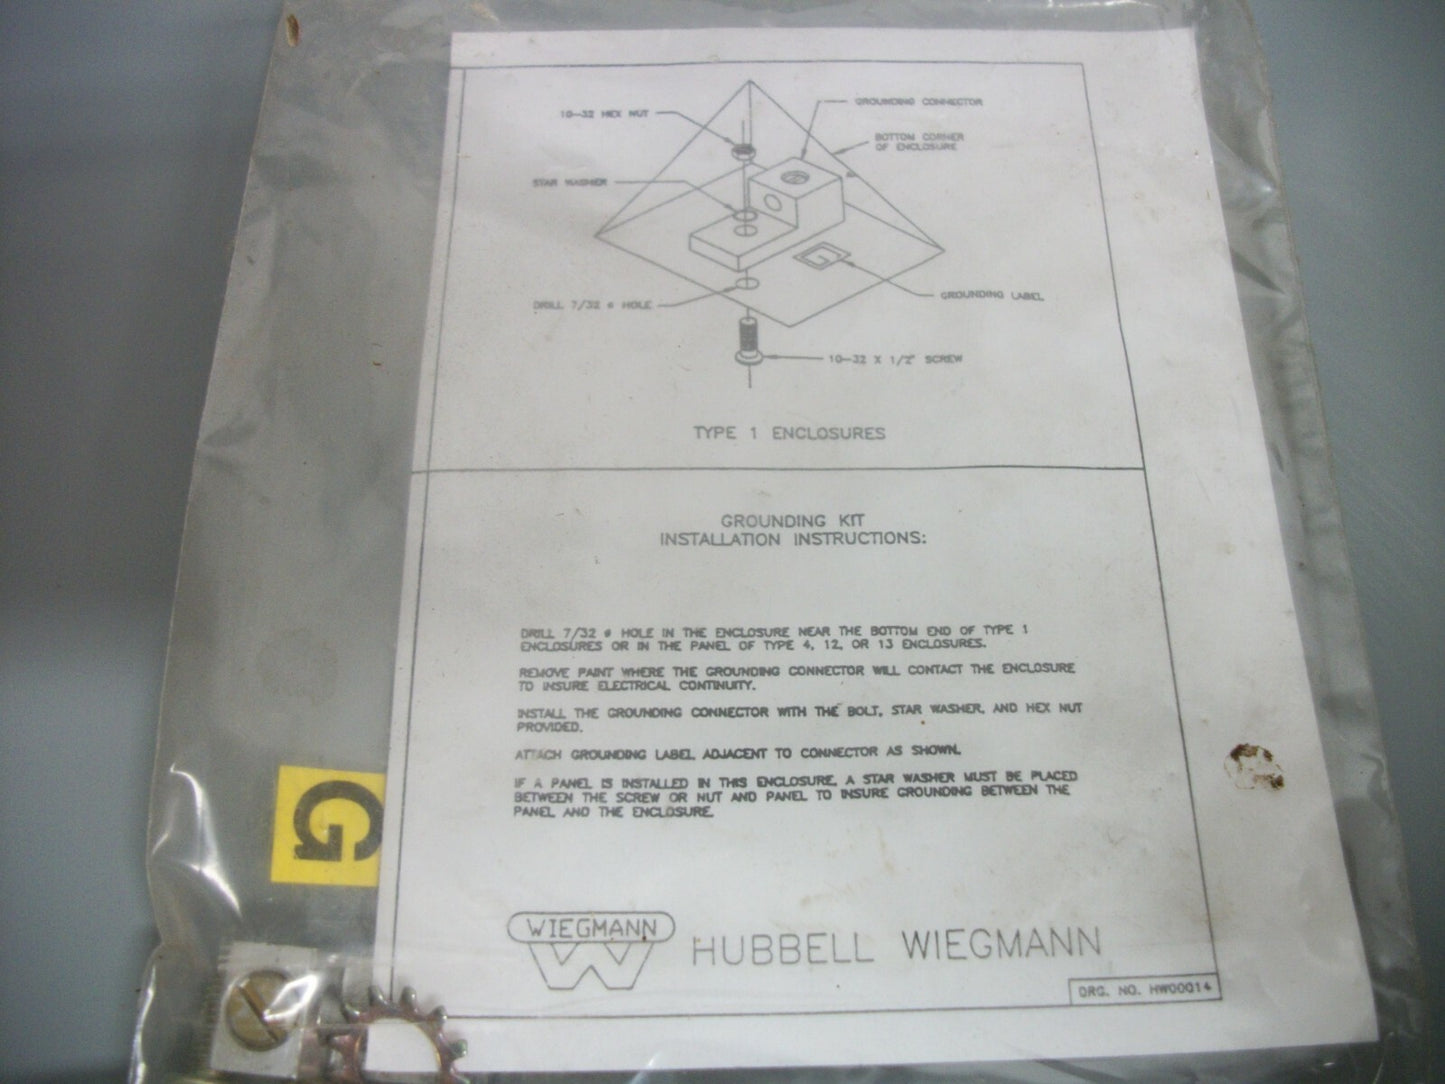 GROUNDING CONNECTOR
10-32 HEX NUT
BOTTOM CORNER
OF ENCLOSURE
STAR WASHER
GROUNDING LABEL
G
DRILL 7/32 ø HOLE
10-32 X 1/2" SCREW
TYPE 1 ENCLOSURES
GROUNDING KIT
INSTALLATION INSTRUCTIONS:
DRILL 7/32 ø HOLE IN THE ENCLOSURE NEAR THE BOTTOM END OF TYPE 1
ENCLOSURES OR IN THE PANEL OF TYPE 4, 12, OR 13 ENCLOSURES.
REMOVE PAINT WHERE THE GROUNDING CONNECTOR WILL CONTACT THE ENCLOSURE
TO INSURE ELECTRICAL CONTINUITY.
INSTALL THE GROUNDING CONNECTOR WITH THE BOLT, STAR WASHER, AND HEX NUT
PROVIDED.
ATTACH GROUNDING LABEL ADJACENT TO CONNECTOR AS SHOWN.
IF A PANEL IS INSTALLED IN THIS ENCLOSURE, A STAR WASHER MUST BE PLACED
BETWEEN THE SCREW OR NUT AND PANEL TO INSURE GROUNDING BETWEEN THE
PANEL AND THE ENCLOSURE.
G
WIEGMANN
W
HUBBELL WIEGMANN
DRG. NO. HW00014